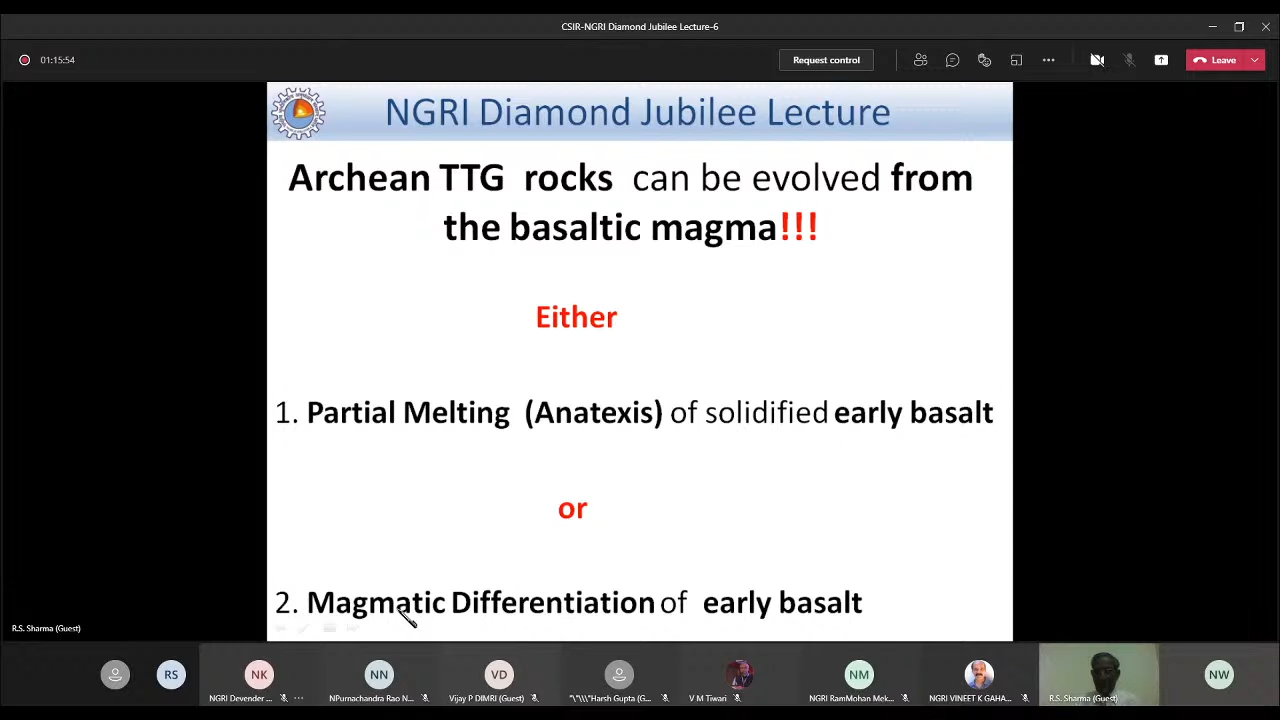 CSIR-NGRI Diamond Jubilee Lecture-6
01:15:54
Request control
Leave
NGRI Diamond Jubilee Lecture
Archean TTG rocks can be evolved from
the basaltic magma!!!
Either
1. Partial Melting (Anatexis) of solidified early basalt
or
2. Magmatic Differentiation of early basalt
R.S. Sharma (Guest)
RS
NK
NN
VD
NM
NW
NGRI Devender ...
NPurnachandra Rao N...
Vijay P DIMRI (Guest)
"\"\\\"Harsh Gupta (G...
V M Tiwari
NGRI RamMohan Mek...
NGRI VINEET K GAHA...
R.S. Sharma (Guest)